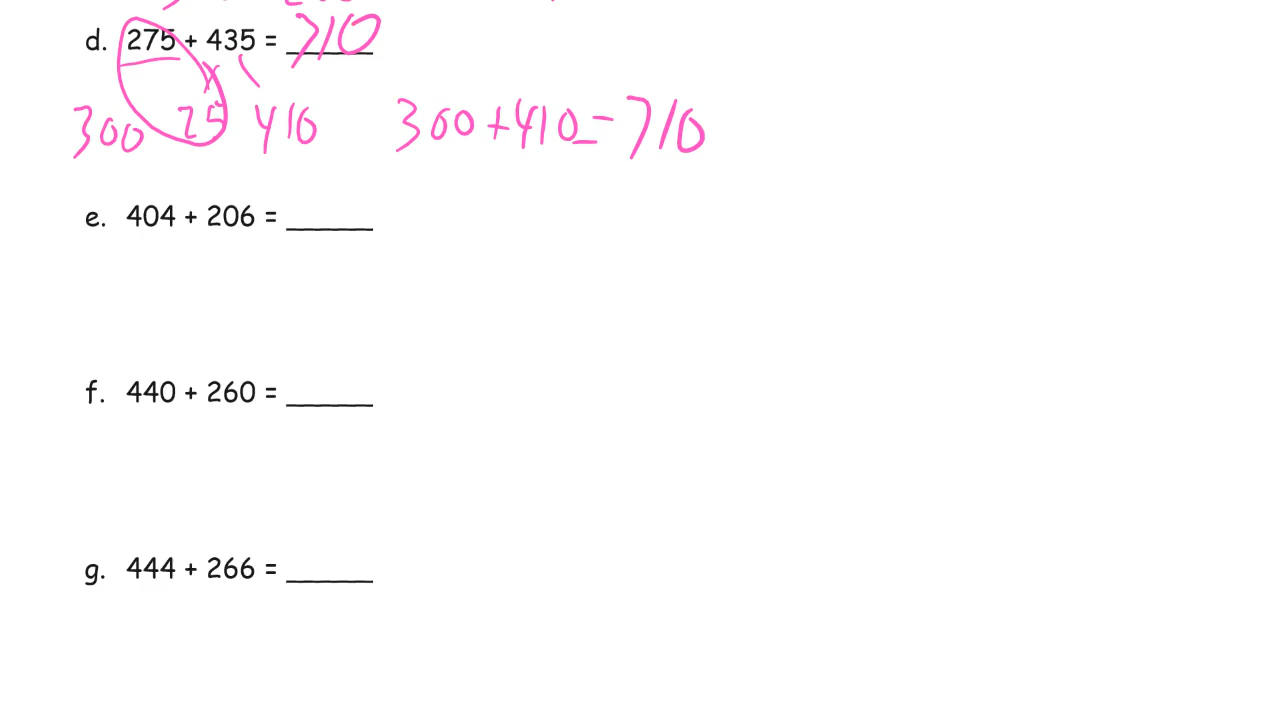 d. 275 + 435 = 710
300 25 410 300+410=710
e. 404 + 206 = ______
f. 440 + 260 = ______
g. 444 + 266 = ______